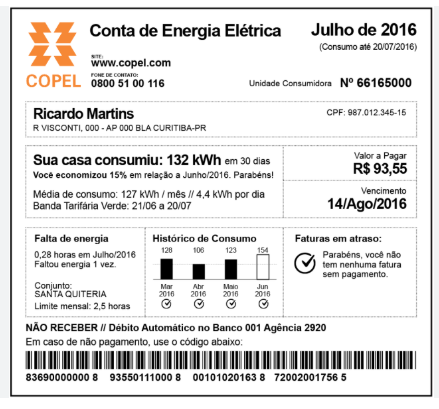 Conta de Energia Elétrica
Julho de 2016
(Consumo até 20/07/2016)
SITE:
www.copel.com
FONE DE CONTATO:
0800 51 00 116
COPEL
Unidade Consumidora Nº 66165000
Ricardo Martins
CPF: 987.012.345-15
R VISCONTI, 000 - AP 000 BLA CURITIBA-PR
Sua casa consumiu: 132 kWh em 30 dias
Você economizou 15% em relação a Junho/2016. Parabéns!
Valor a Pagar
R$ 93,55
Média de consumo: 127 kWh / mês // 4,4 kWh por dia
Banda Tarifária Verde: 21/06 a 20/07
Vencimento
14/Ago/2016
Falta de energia
0,28 horas em Julho/2016
Faltou energia 1 vez.
Conjunto:
SANTA QUITERIA
Limite mensal: 2,5 horas
Histórico de Consumo
128 106 123 154
Mar Abr Maio Jun
2016 2016 2016 2016
Faturas em atraso:
Parabéns, você não
tem nenhuma fatura
sem pagamento.
NÃO RECEBER // Débito Automático no Banco 001 Agência 2920
Em caso de não pagamento, use o código abaixo:
83690000000 8 93550111000 8 00101020163 8 72002001756 5